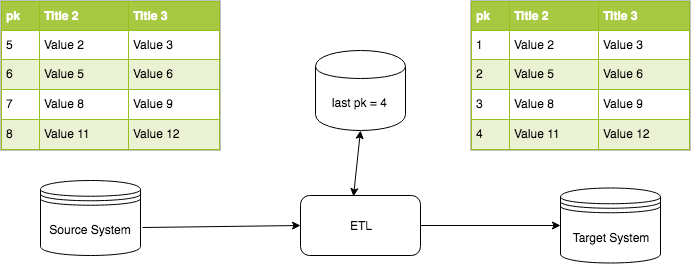 pk Title 2 Title 3
5 Value 2 Value 3
6 Value 5 Value 6
7 Value 8 Value 9
8 Value 11 Value 12
last pk = 4
pk Title 2 Title 3
1 Value 2 Value 3
2 Value 5 Value 6
3 Value 8 Value 9
4 Value 11 Value 12
Source System
ETL
Target System